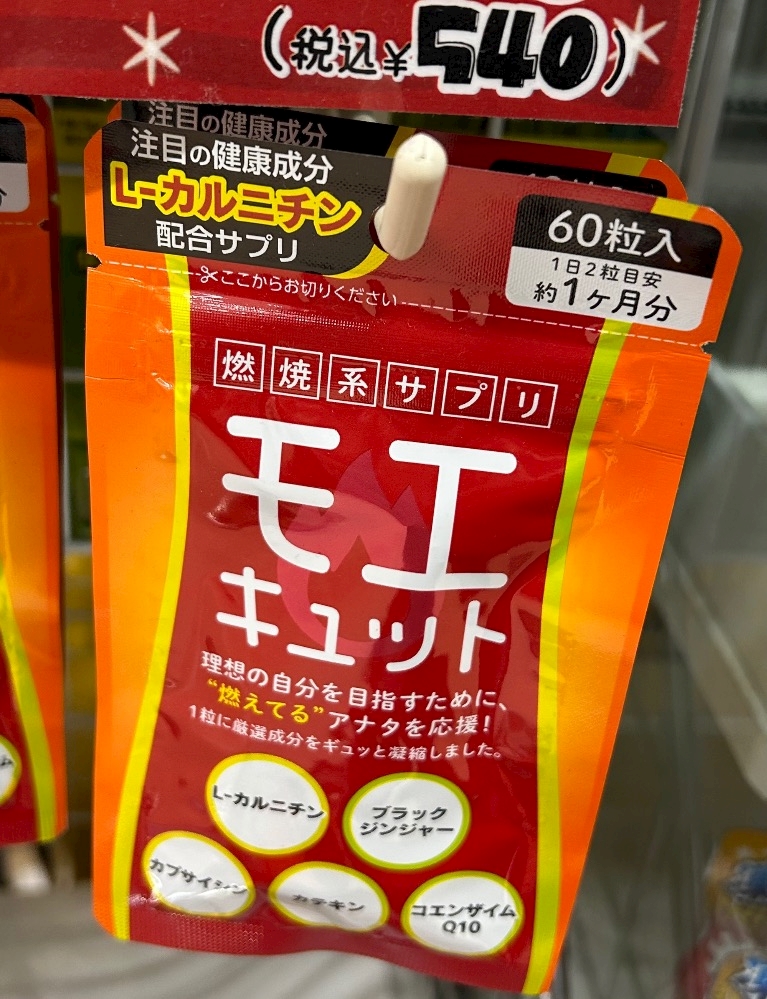 (税込¥540)
注目の健康成分
注目の健康成分
L-カルニチン
配合サプリ
60粒入
1日2粒目安
約1ヶ月分
ここからお切りください
燃焼系サプリ
モエ
キュット
理想の自分を目指すために、
“燃えてる”アナタを応援!
1粒に厳選成分をギュッと凝縮しました。
L-カルニチン
ブラック
ジンジャー
カプサイシン
カテキン
コエンザイム
Q10